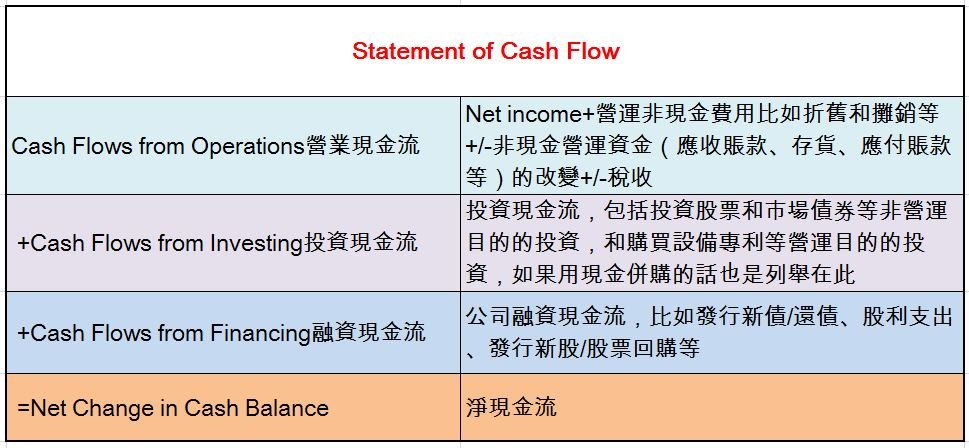 Statement of Cash Flow
Cash Flows from Operations營業現金流
Net income+營運非現金費用比如折舊和攤銷等
+/-非現金營運資金（應收賬款、存貨、應付賬款
等）的改變+/-稅收
+Cash Flows from Investing投資現金流
投資現金流，包括投資股票和市場債券等非營運
目的的投資，和購買設備專利等營運目的的投
資，如果用現金併購的話也是列舉在此
+Cash Flows from Financing融資現金流
公司融資現金流，比如發行新債/還債、股利支出
、發行新股/股票回購等
=Net Change in Cash Balance
淨現金流